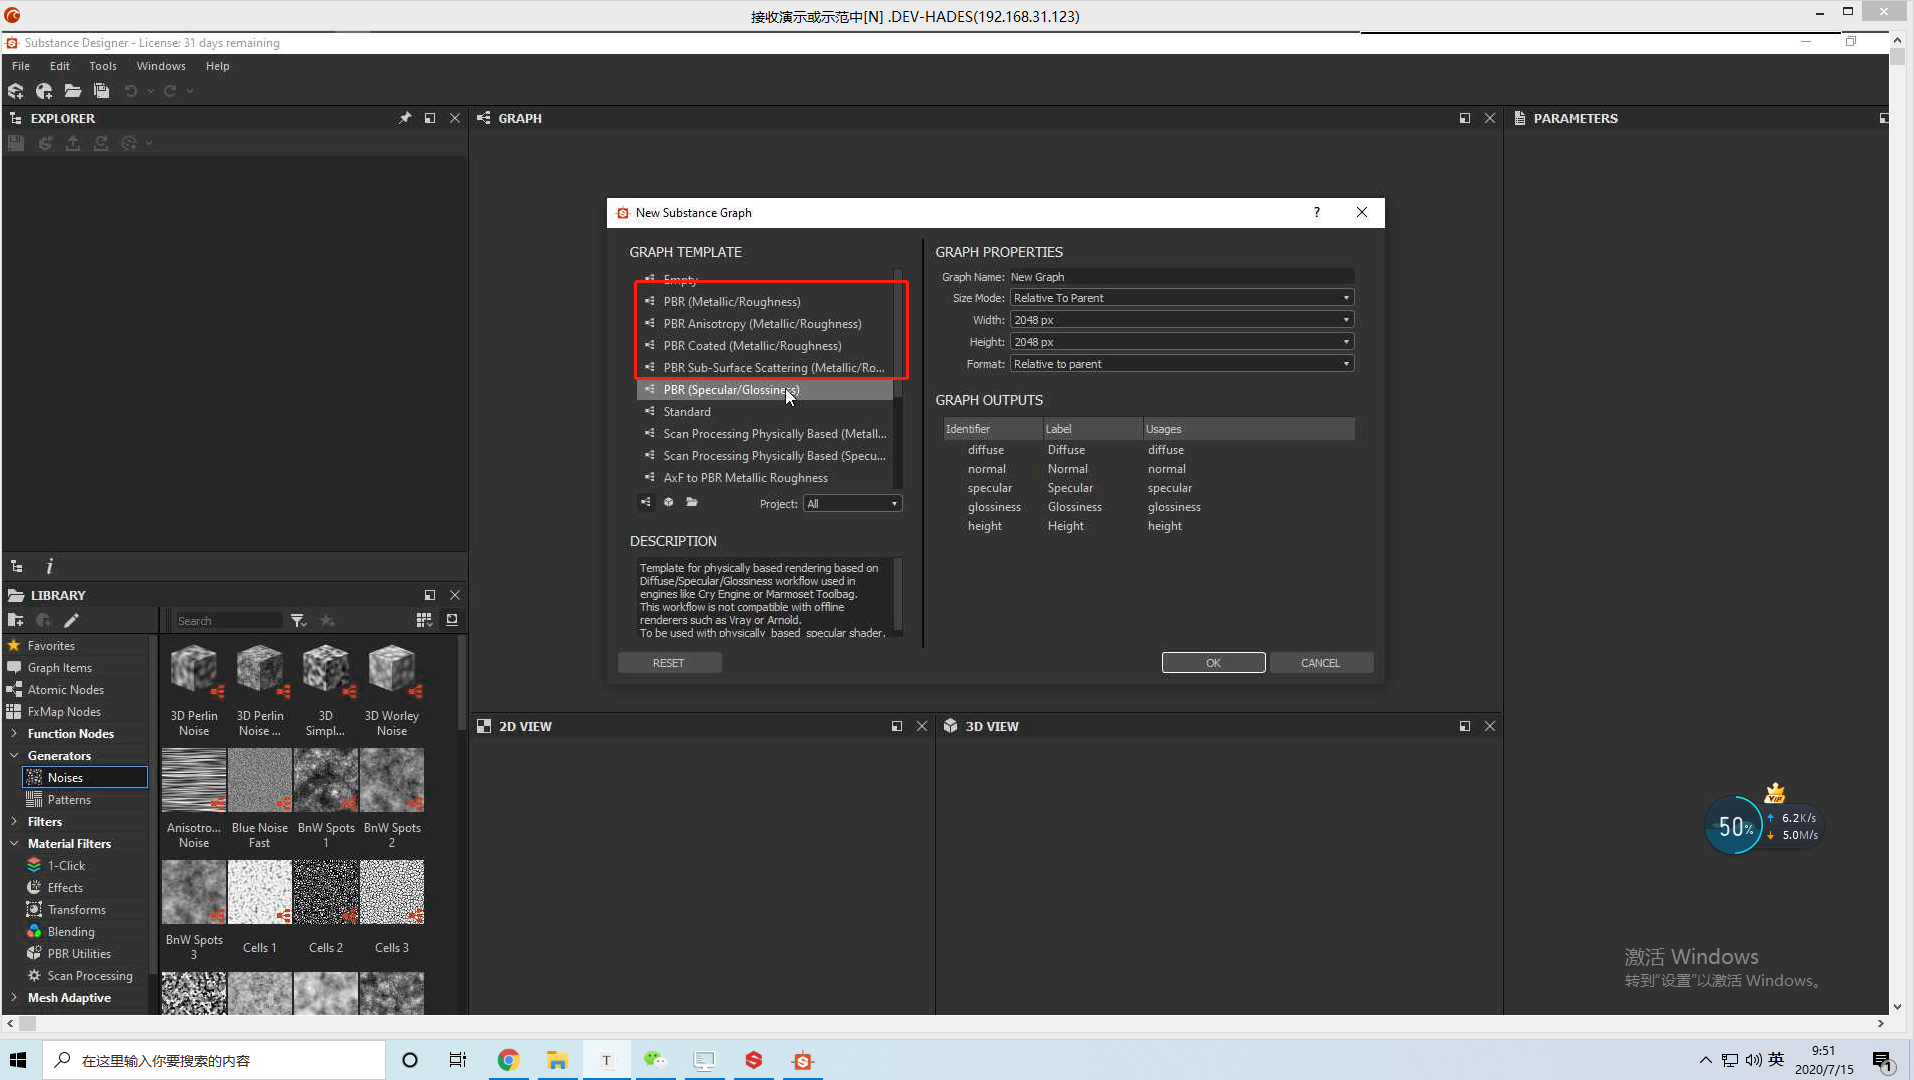 接收演示或示范中[N] .DEV-HADES(192.168.31.123)
Substance Designer - License: 31 days remaining
File Edit Tools Windows Help
EXPLORER
GRAPH
PARAMETERS
New Substance Graph
GRAPH TEMPLATE
Empty
PBR (Metallic/Roughness)
PBR Anisotropy (Metallic/Roughness)
PBR Coated (Metallic/Roughness)
PBR Sub-Surface Scattering (Metallic/Ro...
PBR (Specular/Glossiness)
Standard
Scan Processing Physically Based (Metall...
Scan Processing Physically Based (Specu...
AxF to PBR Metallic Roughness
Project: All
DESCRIPTION
Template for physically based rendering based on
Diffuse/Specular/Glossiness workflow used in
engines like Cry Engine or Marmoset Toolbag.
This workflow is not compatible with offline
renderers such as Vray or Arnold.
To be used with physically_based_specular shader.
RESET
GRAPH PROPERTIES
Graph Name: New Graph
Size Mode: Relative To Parent
Width: 2048 px
Height: 2048 px
Format: Relative to parent
GRAPH OUTPUTS
Identifier Label Usages
diffuse Diffuse diffuse
normal Normal normal
specular Specular specular
glossiness Glossiness glossiness
height Height height
OK
CANCEL
LIBRARY
Search
Favorites
Graph Items
Atomic Nodes
FxMap Nodes
Function Nodes
Generators
Noises
Patterns
Filters
Material Filters
1-Click
Effects
Transforms
Blending
PBR Utilities
Scan Processing
Mesh Adaptive
3D Perlin Noise
3D Perlin Noise ...
3D Simpl...
3D Worley Noise
Anisotro... Noise
Blue Noise Fast
BnW Spots 1
BnW Spots 2
BnW Spots 3
Cells 1
Cells 2
Cells 3
2D VIEW
3D VIEW
VIP
50%
6.2K/s
5.0M/s
激活 Windows
转到"设置"以激活 Windows。
在这里输入你要搜索的内容
英
9:51
2020/7/15
1